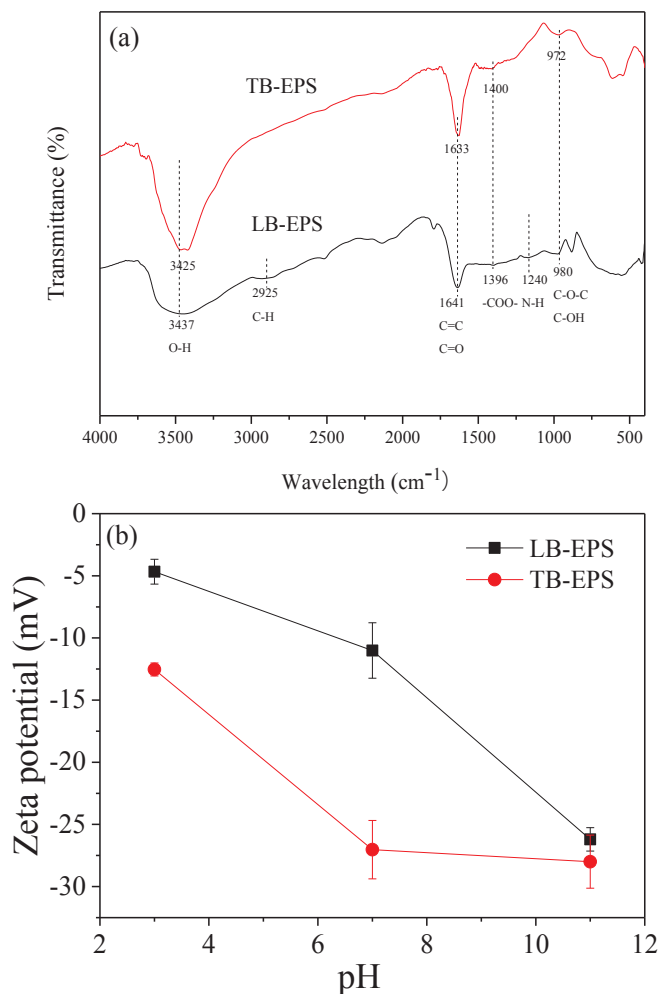 (a)
TB-EPS
972
1400
1633
LB-EPS
3425
2925
3437
C-H
O-H
1641
1396
1240
980
-COO- N-H
C=C
C=O
C-O-C
C-OH
Transmittance (%)
4000 3500 3000 2500 2000 1500 1000 500
Wavelength (cm⁻¹)
(b)
LB-EPS
TB-EPS
0
-5
-10
-15
-20
-25
-30
Zeta potential (mV)
2 4 6 8 10 12
pH